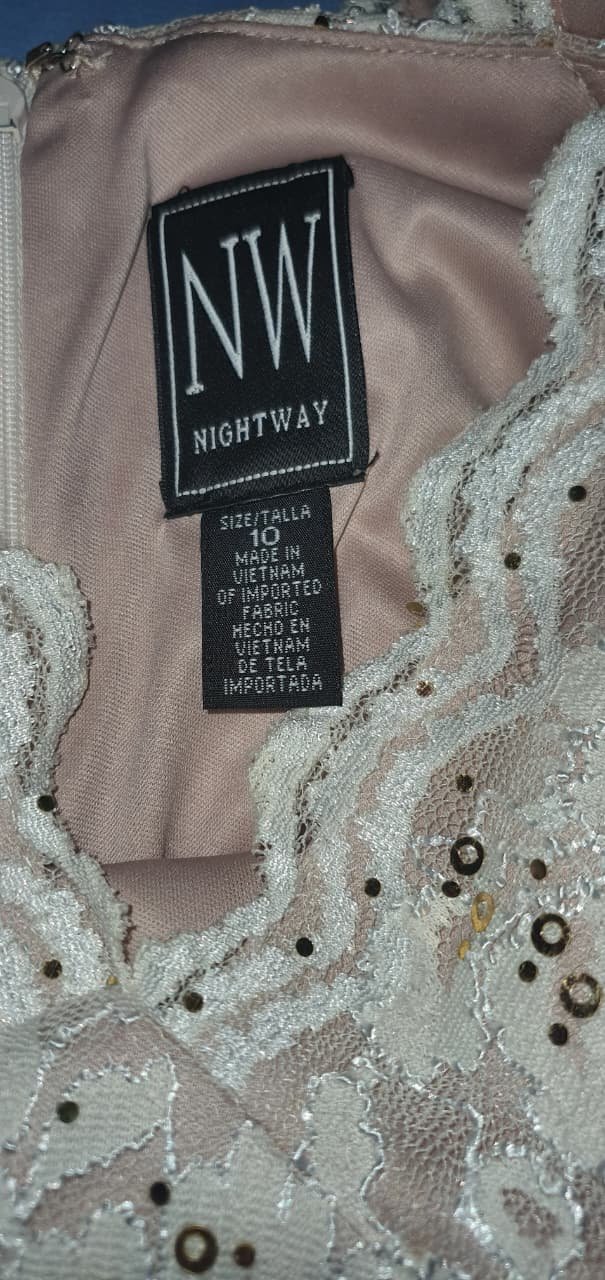 NW
NIGHTWAY
SIZE/TALLA
10
MADE IN
VIETNAM
OF IMPORTED
FABRIC
HECHO EN
VIETNAM
DE TELA
IMPORTADA